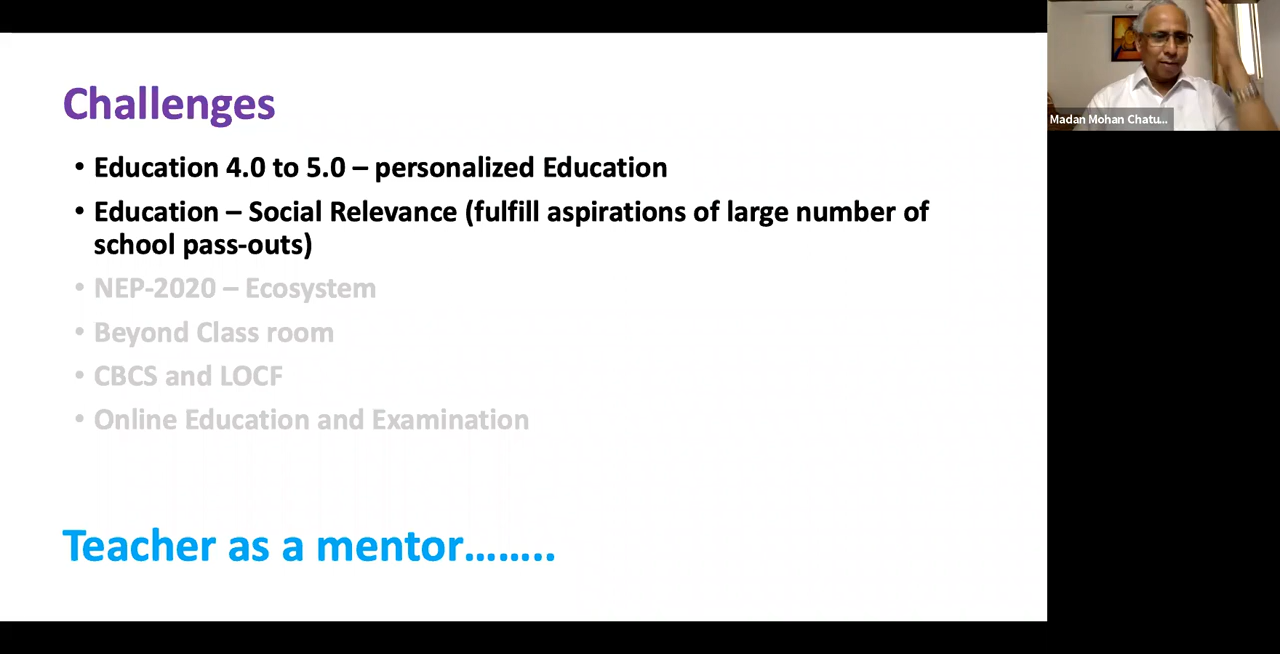 Challenges
• Education 4.0 to 5.0 – personalized Education
• Education – Social Relevance (fulfill aspirations of large number of
school pass-outs)
• NEP-2020 – Ecosystem
• Beyond Class room
• CBCS and LOCF
• Online Education and Examination
Teacher as a mentor........
Madan Mohan Chatu...